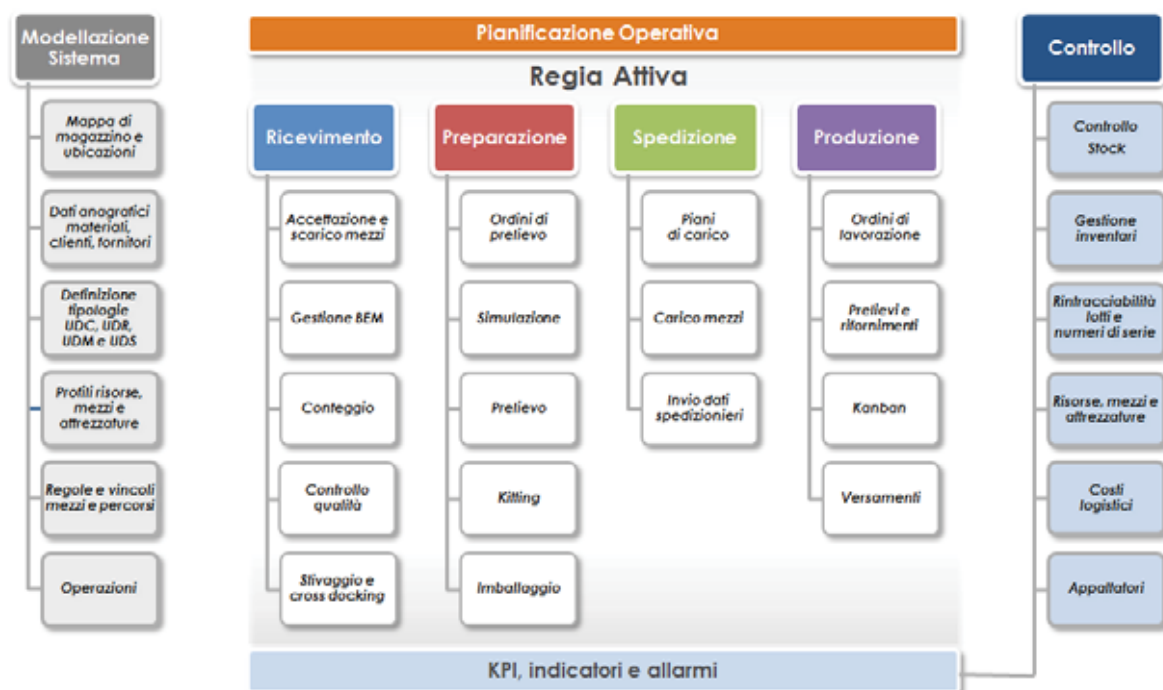 Modellazione
Sistema
Mappa di
magazzino e
ubicazioni
Dati anagrafici
materiali,
clienti, fornitori
Definizione
tipologie
UDC, UDR,
UDM e UDS
Profili risorse,
mezzi e
attrezzature
Regole e vincoli
mezzi e percorsi
Operazioni
Pianificazione Operativa
Regia Attiva
Ricevimento
Accettazione e
scarico mezzi
Gestione BEM
Conteggio
Controllo
qualità
Stivaggio e
cross docking
Preparazione
Ordini di
prelievo
Simulazione
Prelievo
Kitting
Imballaggio
Spedizione
Piani
di carico
Carico mezzi
Invio dati
spedizionieri
Produzione
Ordini di
lavorazione
Prelievi e
rifornimenti
Kanban
Versamenti
KPI, indicatori e allarmi
Controllo
Controllo
Stock
Gestione
inventari
Rintracciabilità
lotti e
numeri di serie
Risorse, mezzi e
attrezzature
Costi
logistici
Appaltatori